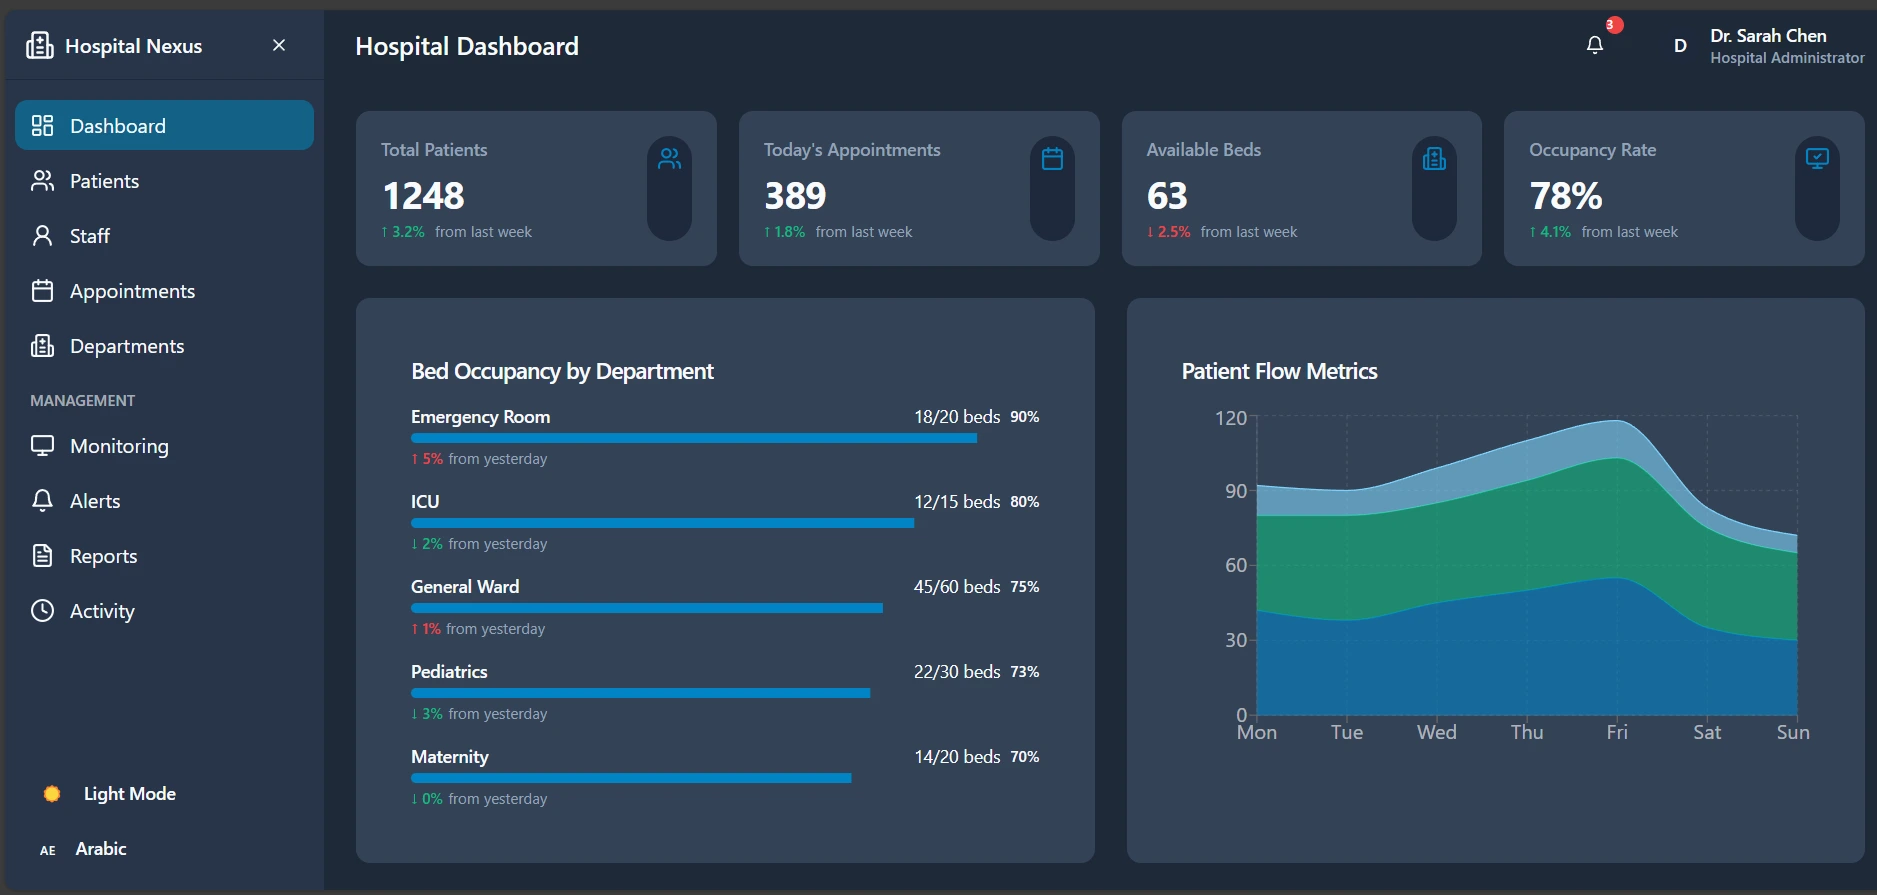 Hospital Nexus
Dashboard
Patients
Staff
Appointments
Departments
MANAGEMENT
Monitoring
Alerts
Reports
Activity
Light Mode
AE Arabic
Hospital Dashboard
3
D
Dr. Sarah Chen
Hospital Administrator
Total Patients
1248
↑ 3.2% from last week
Today's Appointments
389
↑ 1.8% from last week
Available Beds
63
↓ 2.5% from last week
Occupancy Rate
78%
↑ 4.1% from last week
Bed Occupancy by Department
Emergency Room 18/20 beds 90%
↑ 5% from yesterday
ICU 12/15 beds 80%
↓ 2% from yesterday
General Ward 45/60 beds 75%
↑ 1% from yesterday
Pediatrics 22/30 beds 73%
↓ 3% from yesterday
Maternity 14/20 beds 70%
↓ 0% from yesterday
Patient Flow Metrics
120
90
60
30
0
Mon Tue Wed Thu Fri Sat Sun